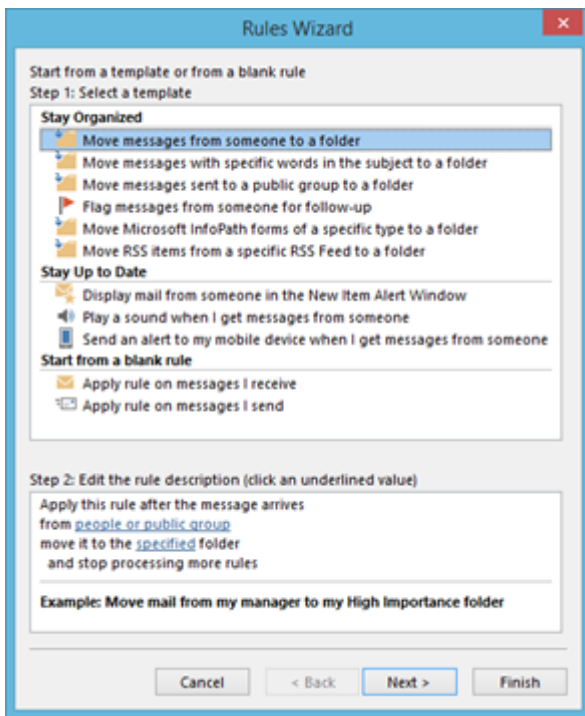 Rules Wizard
Start from a template or from a blank rule
Step 1: Select a template
Stay Organized
Move messages from someone to a folder
Move messages with specific words in the subject to a folder
Move messages sent to a public group to a folder
Flag messages from someone for follow-up
Move Microsoft InfoPath forms of a specific type to a folder
Move RSS items from a specific RSS Feed to a folder
Stay Up to Date
Display mail from someone in the New Item Alert Window
Play a sound when I get messages from someone
Send an alert to my mobile device when I get messages from someone
Start from a blank rule
Apply rule on messages I receive
Apply rule on messages I send
Step 2: Edit the rule description (click an underlined value)
Apply this rule after the message arrives
from people or public group
move it to the specified folder
and stop processing more rules
Example: Move mail from my manager to my High Importance folder
Cancel < Back Next > Finish